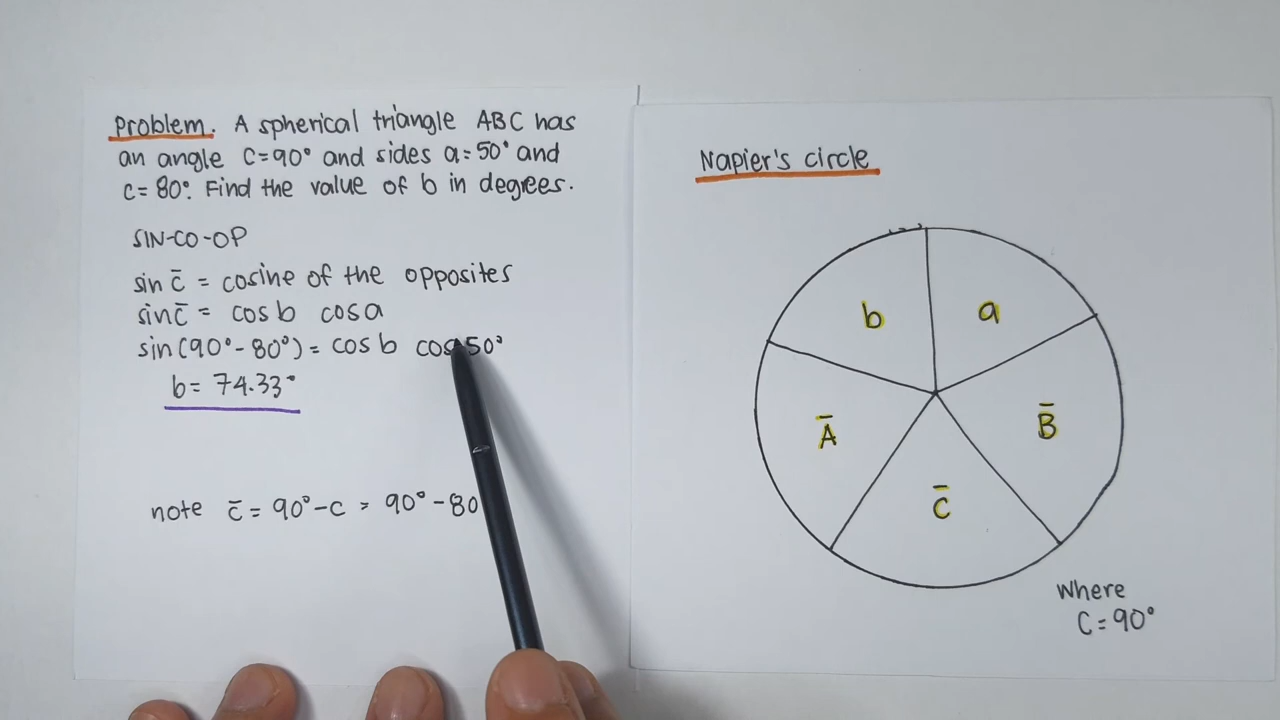 Problem. A spherical triangle ABC has
an angle C=90° and sides a=50° and
c=80°. Find the value of b in degrees.
SIN-CO-OP
sin c̄ = cosine of the opposites
sin c̄ = cos b cos a
sin(90°-80°) = cos b cos 50°
b= 74.33°
note c̄ = 90°-c = 90°-80
Napier's circle
b a
Ā B̄
c̄
Where
C=90°